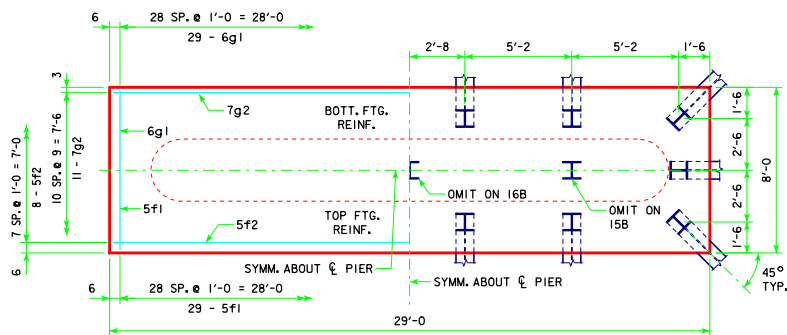 6
28 SP.@ 1'-0 = 28'-0
29 - 6g1
2'-8
5'-2
5'-2
1'-6
3
7g2
BOTT. FTG.
REINF.
6g1
1'-6
2'-6
8'-0
2'-6
1'-6
7 SP.@ 1'-0 = 7'-0
8 - 5f2
10 SP.@ 9 = 7'-6
11 - 7g2
OMIT ON 16B
OMIT ON
15B
5f1
TOP FTG.
REINF.
5f2
6
SYMM. ABOUT ℄ PIER
SYMM. ABOUT ℄ PIER
45°
TYP.
6
28 SP.@ 1'-0 = 28'-0
29 - 5f1
29'-0